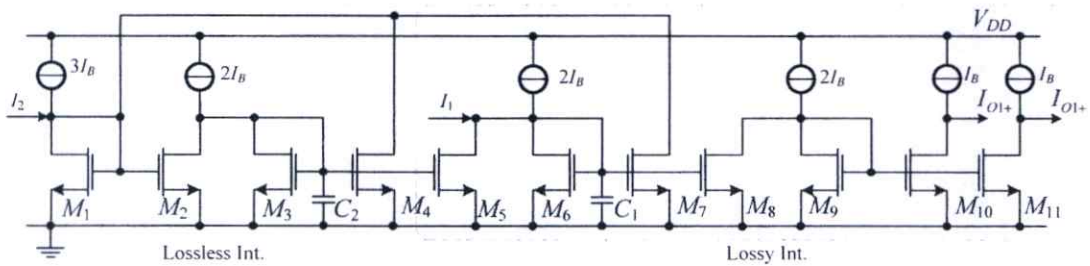 V_DD
3I_B 2I_B 2I_B 2I_B I_B I_B
I_2 I_1 I_O1+ I_O1+
M_1 M_2 M_3 C_2 M_4 M_5 M_6 C_1 M_7 M_8 M_9 M_10 M_11
Lossless Int. Lossy Int.